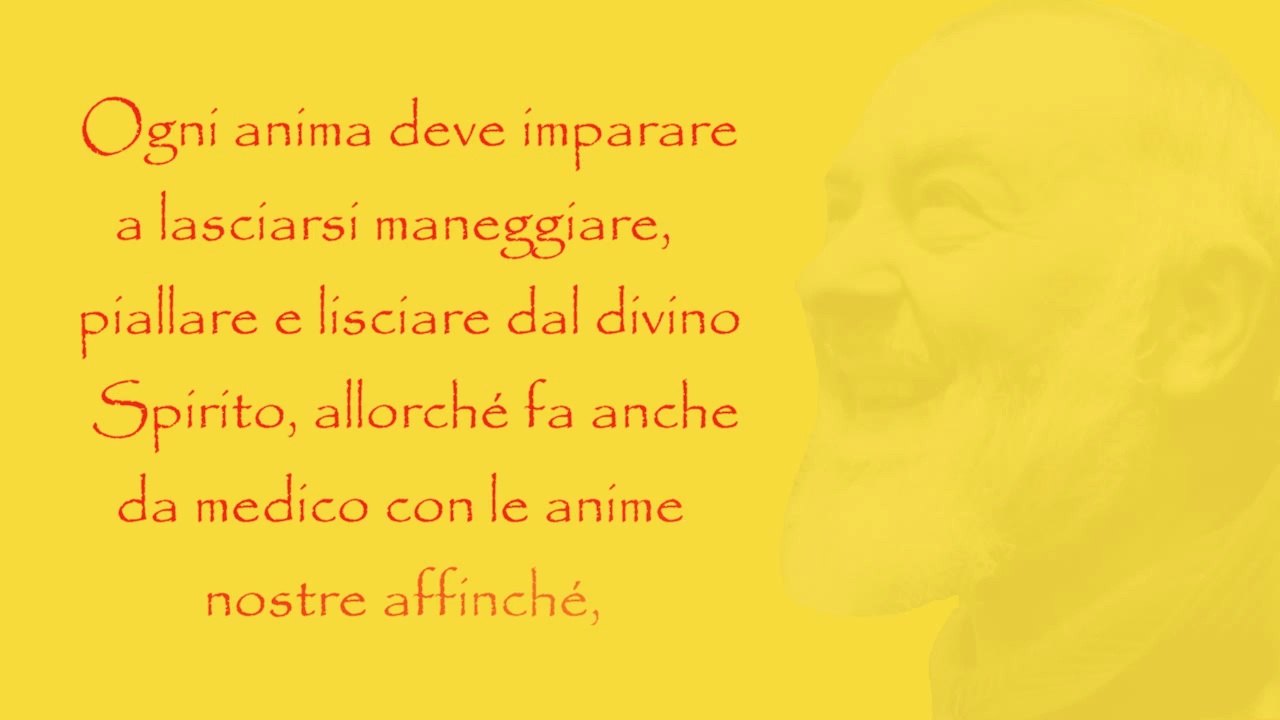 Ogni anima deve imparare
a lasciarsi maneggiare,
piallare e lisciare dal divino
Spirito, allorché fa anche
da medico con le anime
nostre affinché,